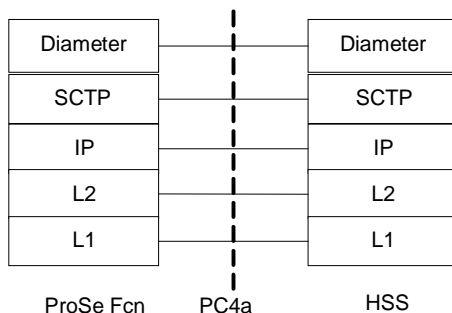 Diameter Diameter
SCTP SCTP
IP IP
L2 L2
L1 L1
ProSe Fcn PC4a HSS